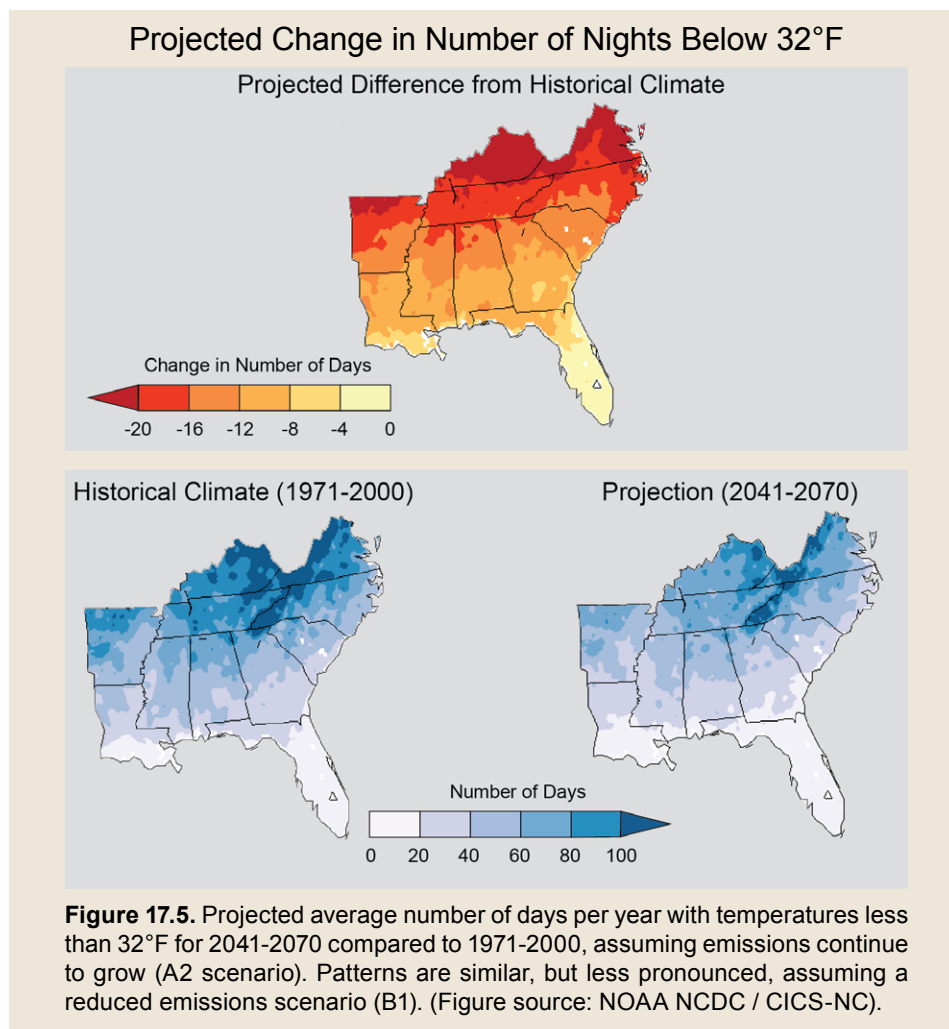 Projected Change in Number of Nights Below 32°F
Projected Difference from Historical Climate
Change in Number of Days
-20 -16 -12 -8 -4 0
Historical Climate (1971-2000)
Projection (2041-2070)
Number of Days
0 20 40 60 80 100
Figure 17.5. Projected average number of days per year with temperatures less
than 32°F for 2041-2070 compared to 1971-2000, assuming emissions continue
to grow (A2 scenario). Patterns are similar, but less pronounced, assuming a
reduced emissions scenario (B1). (Figure source: NOAA NCDC / CICS-NC).